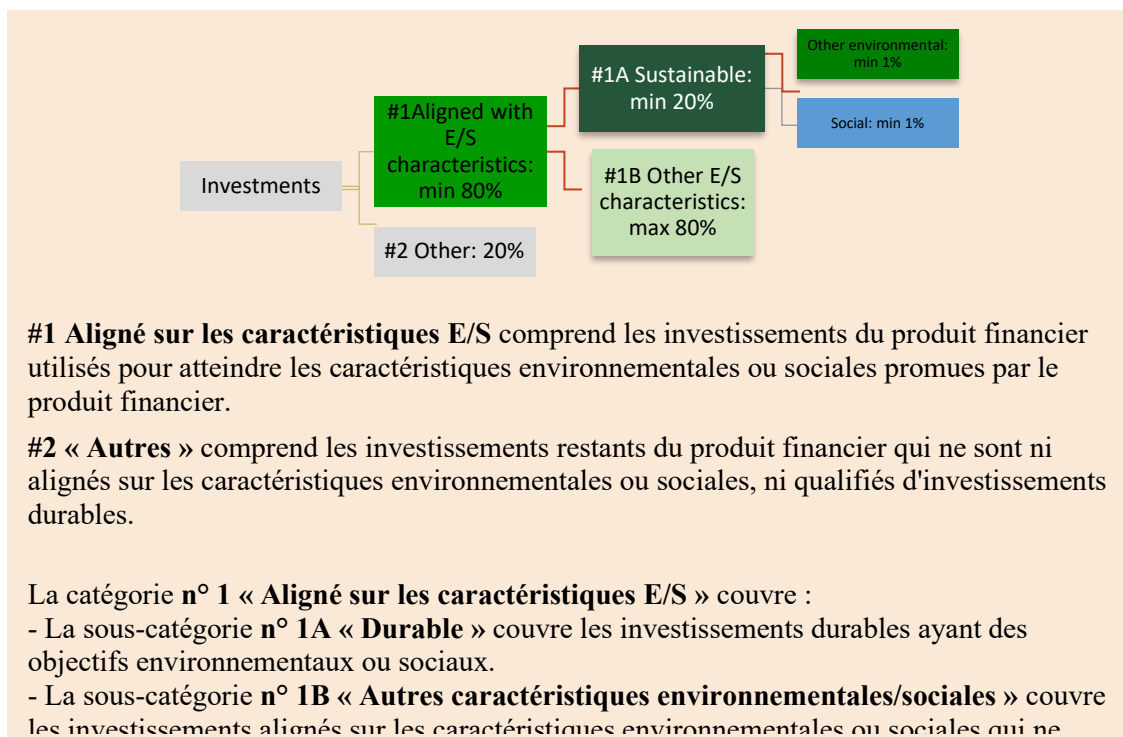 Other environmental:
min 1%
#1A Sustainable:
min 20%
Social: min 1%
#1Aligned with
E/S
characteristics:
min 80%
Investments
#1B Other E/S
characteristics:
max 80%
#2 Other: 20%
#1 Aligné sur les caractéristiques E/S comprend les investissements du produit financier
utilisés pour atteindre les caractéristiques environnementales ou sociales promues par le
produit financier.
#2 « Autres » comprend les investissements restants du produit financier qui ne sont ni
alignés sur les caractéristiques environnementales ou sociales, ni qualifiés d'investissements
durables.
La catégorie n° 1 « Aligné sur les caractéristiques E/S » couvre :
- La sous-catégorie n° 1A « Durable » couvre les investissements durables ayant des
objectifs environnementaux ou sociaux.
- La sous-catégorie n° 1B « Autres caractéristiques environnementales/sociales » couvre
les investissements alignés sur les caractéristiques environnementales ou sociales qui ne